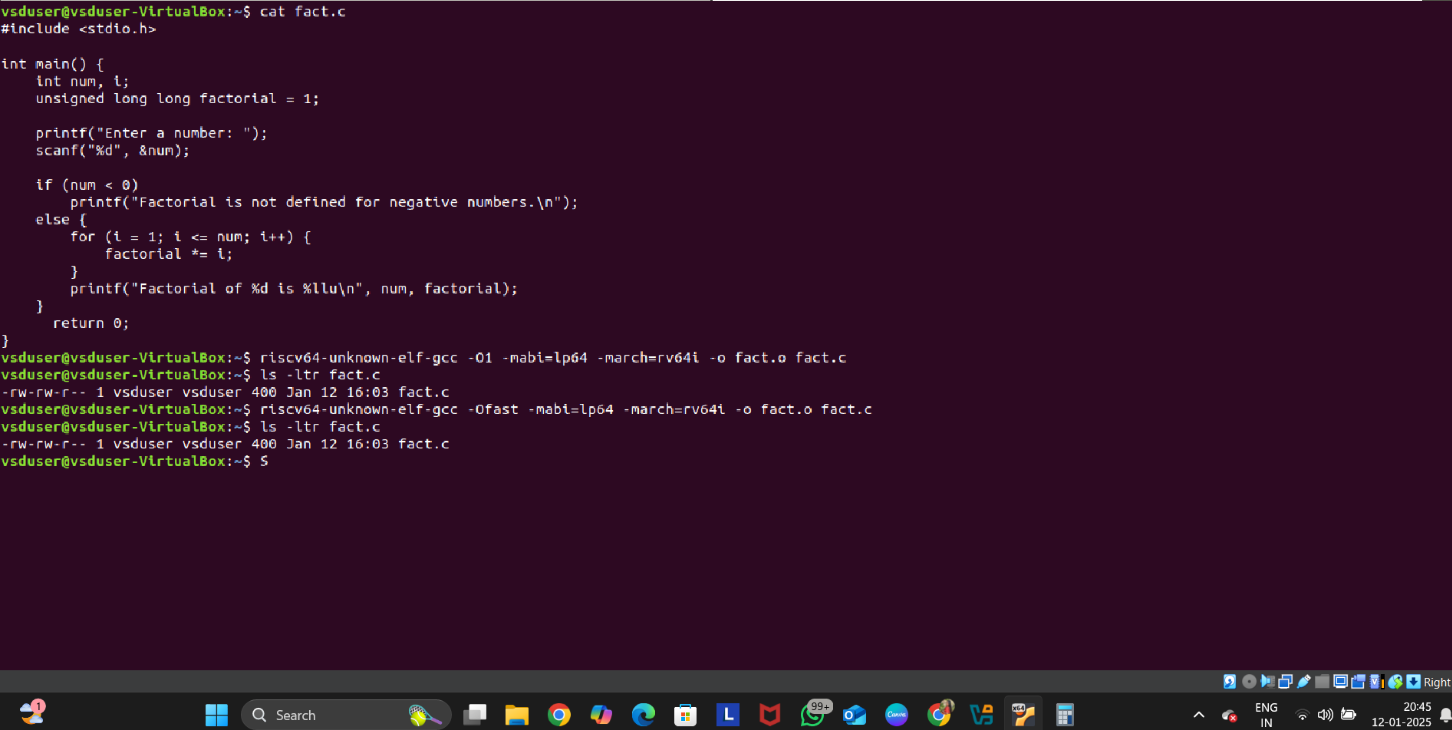 vsduser@vsduser-VirtualBox:~$ cat fact.c
#include <stdio.h>

int main() {
    int num, i;
    unsigned long long factorial = 1;

    printf("Enter a number: ");
    scanf("%d", &num);

    if (num < 0)
        printf("Factorial is not defined for negative numbers.\n");
    else {
        for (i = 1; i <= num; i++) {
            factorial *= i;
        }
        printf("Factorial of %d is %llu\n", num, factorial);
    }
      return 0;
}
vsduser@vsduser-VirtualBox:~$ riscv64-unknown-elf-gcc -O1 -mabi=lp64 -march=rv64i -o fact.o fact.c
vsduser@vsduser-VirtualBox:~$ ls -ltr fact.c
-rw-rw-r-- 1 vsduser vsduser 400 Jan 12 16:03 fact.c
vsduser@vsduser-VirtualBox:~$ riscv64-unknown-elf-gcc -Ofast -mabi=lp64 -march=rv64i -o fact.o fact.c
vsduser@vsduser-VirtualBox:~$ ls -ltr fact.c
-rw-rw-r-- 1 vsduser vsduser 400 Jan 12 16:03 fact.c
vsduser@vsduser-VirtualBox:~$ S
Right
1
Search
L
99+
Canva
X64
ENG
IN
20:45
12-01-2025